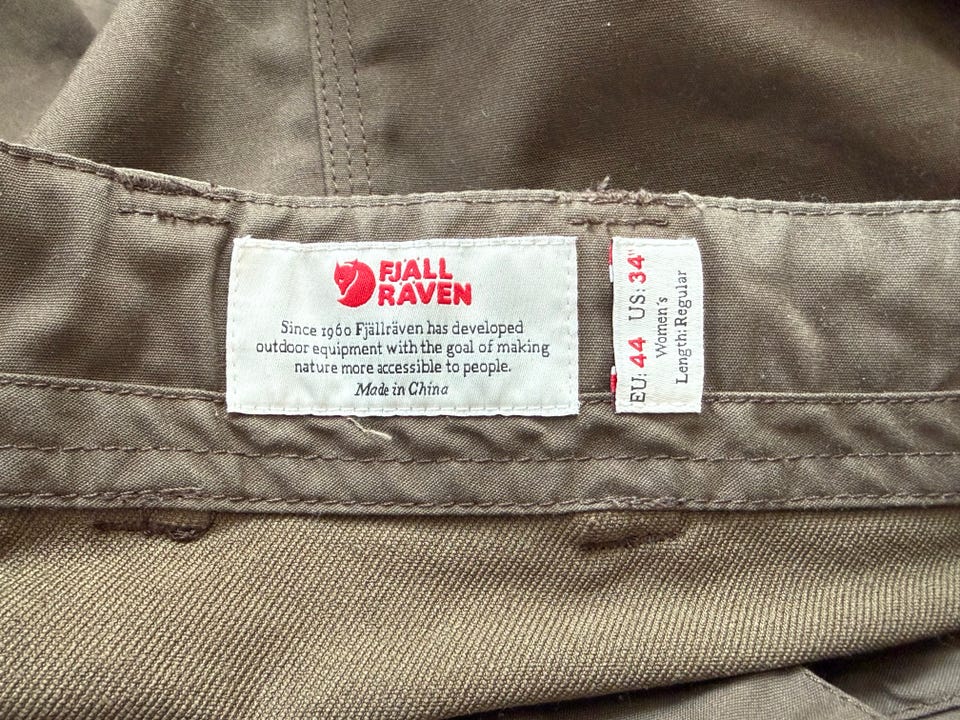 FJÄLL
RÄVEN
Since 1960 Fjällräven has developed
outdoor equipment with the goal of making
nature more accessible to people.
Made in China
EU: 44 US: 34"
Women's
Length: Regular